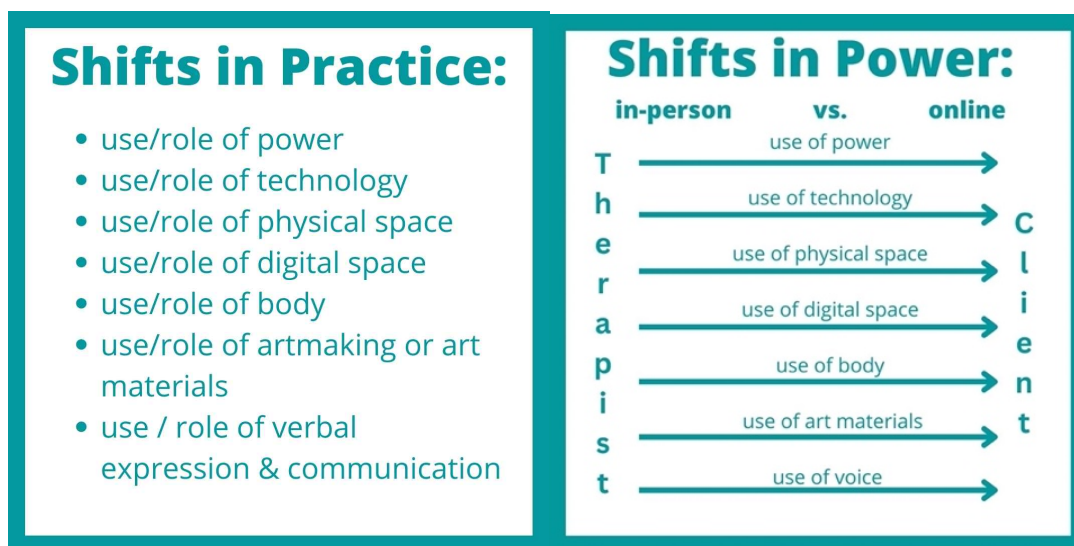 Shifts in Practice:
• use/role of power
• use/role of technology
• use/role of physical space
• use/role of digital space
• use/role of body
• use/role of artmaking or art
materials
• use / role of verbal
expression & communication
Shifts in Power:
in-person vs. online
use of power
use of technology
use of physical space
use of digital space
use of body
use of art materials
use of voice
Therapist
Client